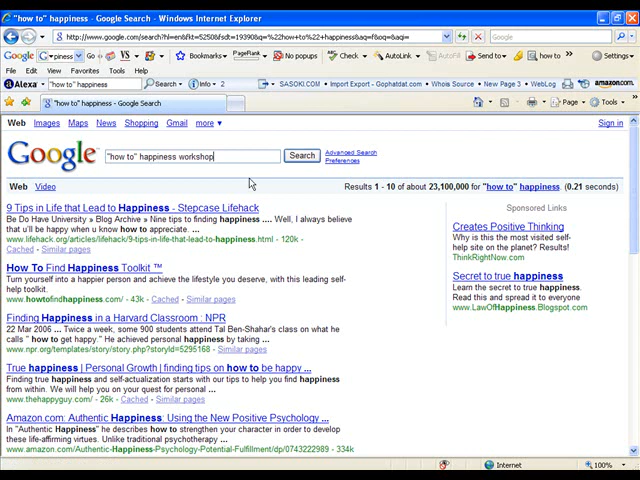 "how to" happiness - Google Search - Windows Internet Explorer
http://www.google.com/search?hl=en&fkt=5250&fsdt=19390&q=%22how+to%22+happiness&aq=f&oq=&aqi=
Google
Google
piness
Go
VS
Bookmarks
PageRank
No popups
Check
AutoLink
AutoFill
Send to
how to
Settings
File Edit View Favorites Tools Help
Alexa "how to" happiness Search Info 2 SASOKI.COM Import Export - Gophatdat.com Whois Source New Page 3 WebLog amazon.com
"how to" happiness - Google Search Page Tools
Web Images Maps News Shopping Gmail more Sign in
Google "how to" happiness workshop Search Advanced Search
Preferences
Web Video Results 1 - 10 of about 23,100,000 for "how to" happiness. (0.21 seconds)
9 Tips in Life that Lead to Happiness - Stepcase Lifehack
Be Do Have University » Blog Archive » Nine tips to finding happiness .... Well, I always believe
that u'll be happy when u know how to appreciate. ...
www.lifehack.org/articles/lifehack/9-tips-in-life-that-lead-to-happiness.html - 120k -
Cached - Similar pages
How To Find Happiness Toolkit ™
Turn yourself into a happier person and achieve the lifestyle you deserve, with this leading self-
help toolkit.
www.howtofindhappiness.com/ - 43k - Cached - Similar pages
Finding Happiness in a Harvard Classroom : NPR
22 Mar 2006 ... Twice a week, some 900 students attend Tal Ben-Shahar's class on what he
calls " how to get happy." He achieved personal happiness by taking ...
www.npr.org/templates/story/story.php?storyId=5295168 - Similar pages
True happiness | Personal Growth | finding tips on how to be happy ...
Finding true happiness and self-actualization starts with our tips to help you find happiness
from within. We will help you on your quest for personal ...
www.thehappyguy.com/ - 26k - Cached - Similar pages
Amazon.com: Authentic Happiness: Using the New Positive Psychology ...
In "Authentic Happiness" he describes how to strengthen your character in order to develop
these life-affirming virtues. Unlike traditional psychotherapy ...
www.amazon.com/Authentic-Happiness-Psychology-Potential-Fulfillment/dp/0743222989 - 334k
Sponsored Links
Creates Positive Thinking
Why is this the most visited self-
help site on the planet? Results!
ThinkRightNow.com
Secret to true happiness
Learn the secret to true happiness.
Read this and spread it to everyone
www.LawOfHappiness.Blogspot.com
Internet 100%